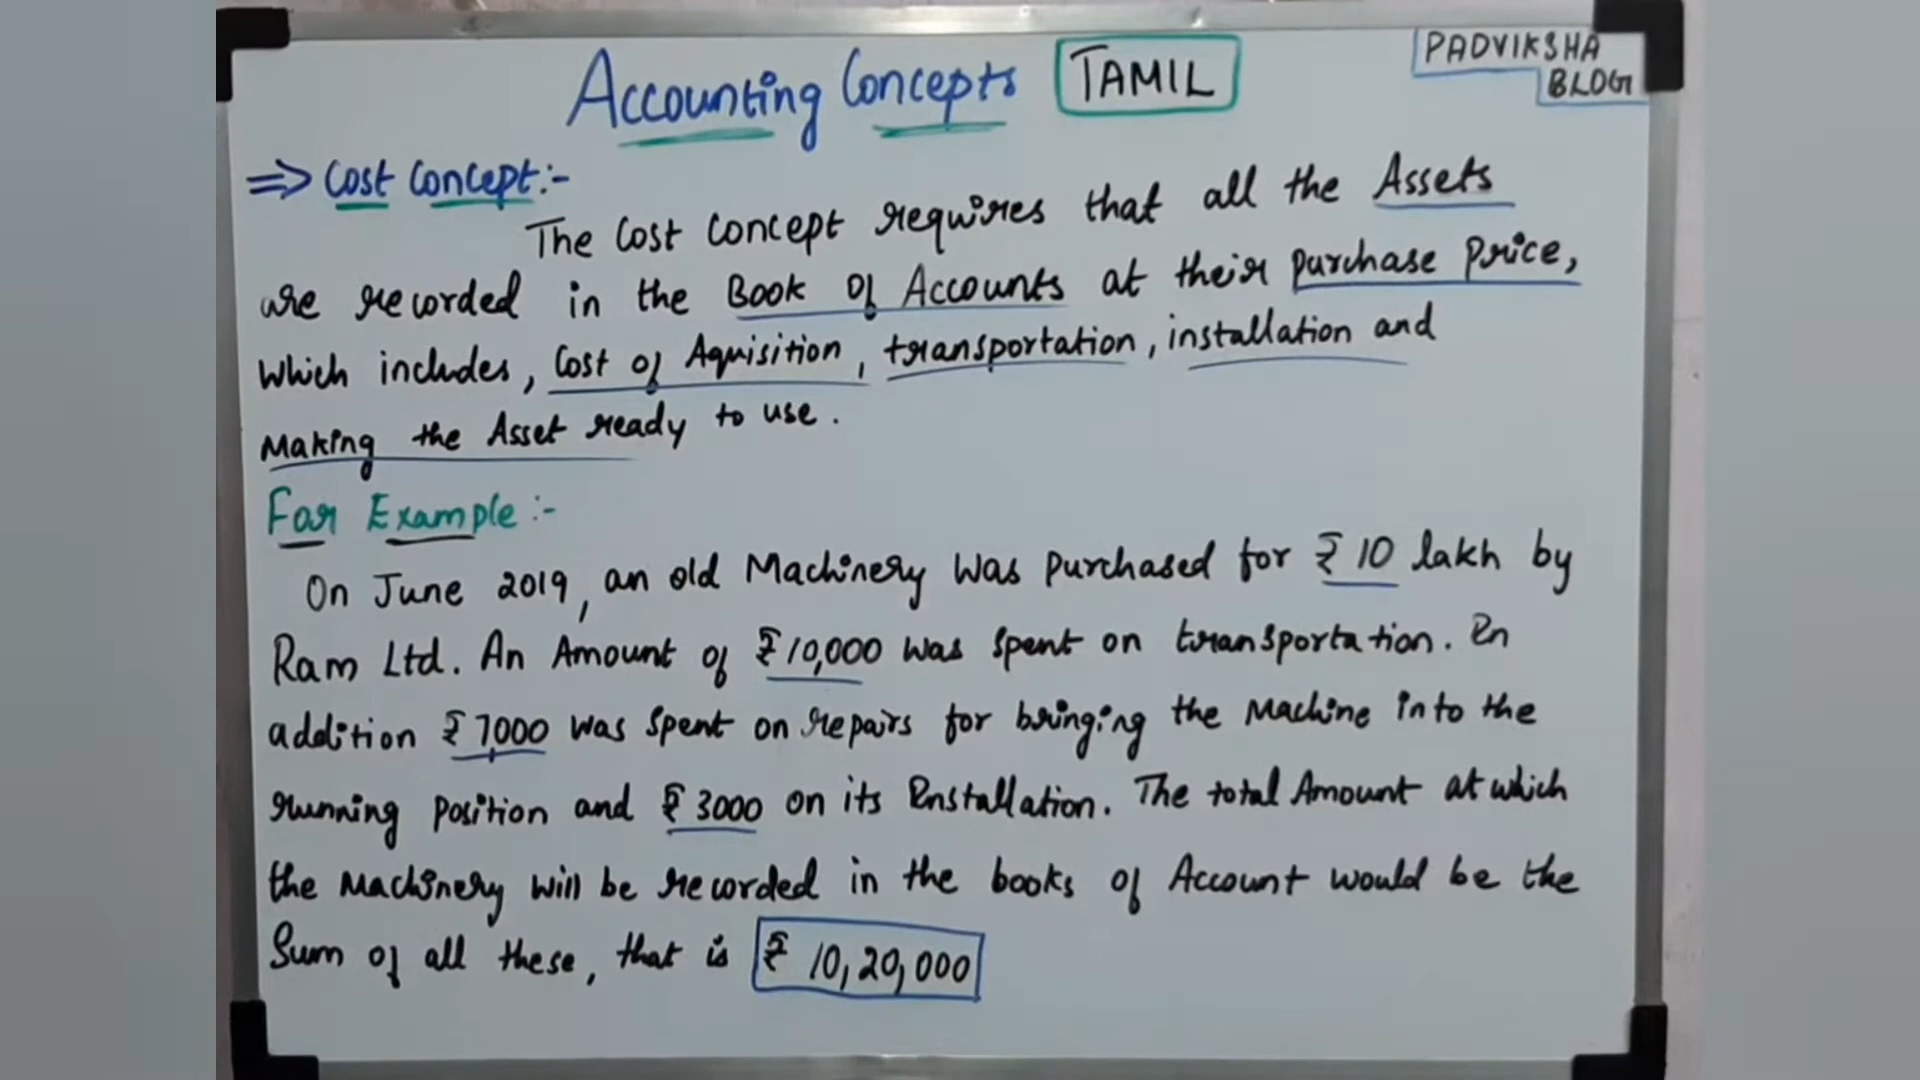 Accounting Concepts TAMIL
PADVIKSHA
BLOG
⇒ Cost Concept:-
The Cost Concept requires that all the Assets
are recorded in the Book of Accounts at their purchase price,
which includes, Cost of Aquisition, transportation, installation and
Making the Asset ready to use.
For Example:-
On June 2019, an old Machinery was purchased for ₹ 10 lakh by
Ram Ltd. An Amount of ₹ 10,000 was spent on transportation. In
addition ₹ 7000 was spent on repairs for bringing the Machine into the
running position and ₹ 3000 on its Installation. The total Amount at which
the Machinery will be recorded in the books of Account would be the
Sum of all these, that is ₹ 10,20,000